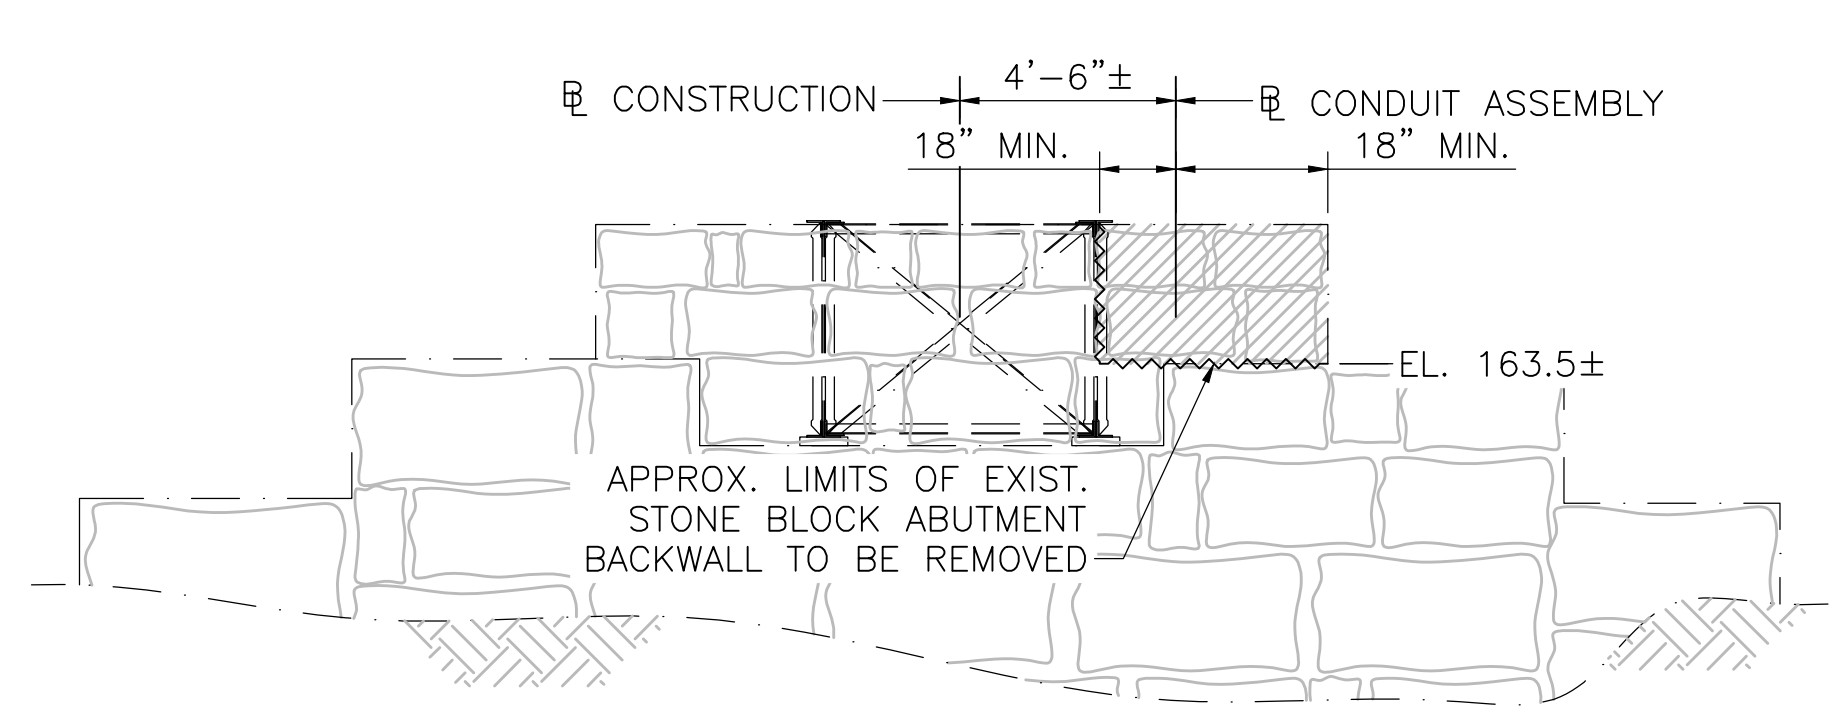 4'-6"±
℄ CONSTRUCTION
℄ CONDUIT ASSEMBLY
18" MIN.
18" MIN.
EL. 163.5±
APPROX. LIMITS OF EXIST.
STONE BLOCK ABUTMENT
BACKWALL TO BE REMOVED